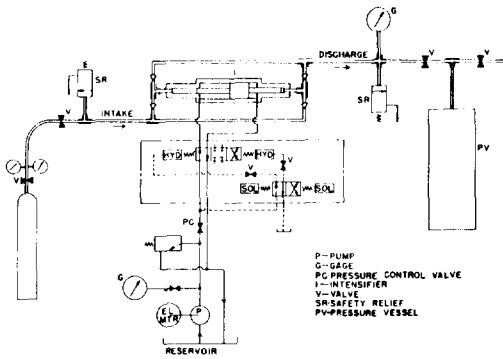 G
DISCHARGE
V
V
E
SR
I
SR
E
V
INTAKE
PV
HYD
HYD
V
V
V
SOL
SOL
PC
G
EL
MTR
P
RESERVOIR
P-PUMP
G-GAGE
PC-PRESSURE CONTROL VALVE
I-INTENSIFIER
V-VALVE
SR-SAFETY RELIEF
PV-PRESSURE VESSEL